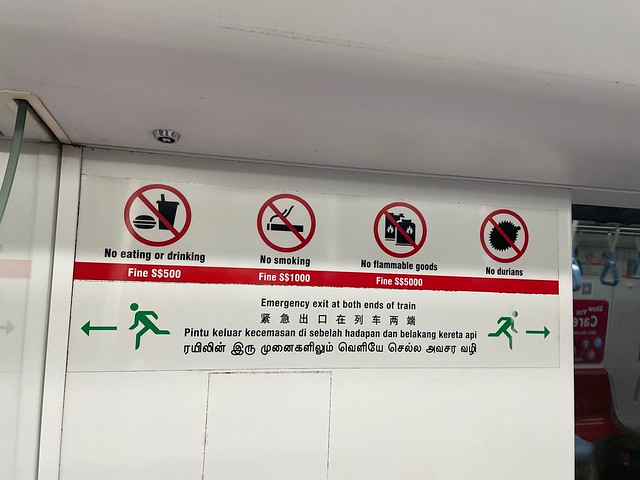 No eating or drinking
No smoking
No flammable goods
No durians
Fine S$500
Fine S$1000
Fine S$5000
Emergency exit at both ends of train
紧急出口在列车两端
Pintu keluar kecemasan di sebelah hadapan dan belakang kereta api
ரயிலின் இரு முனைகளிலும் வெளியே செல்ல அவசர வழி